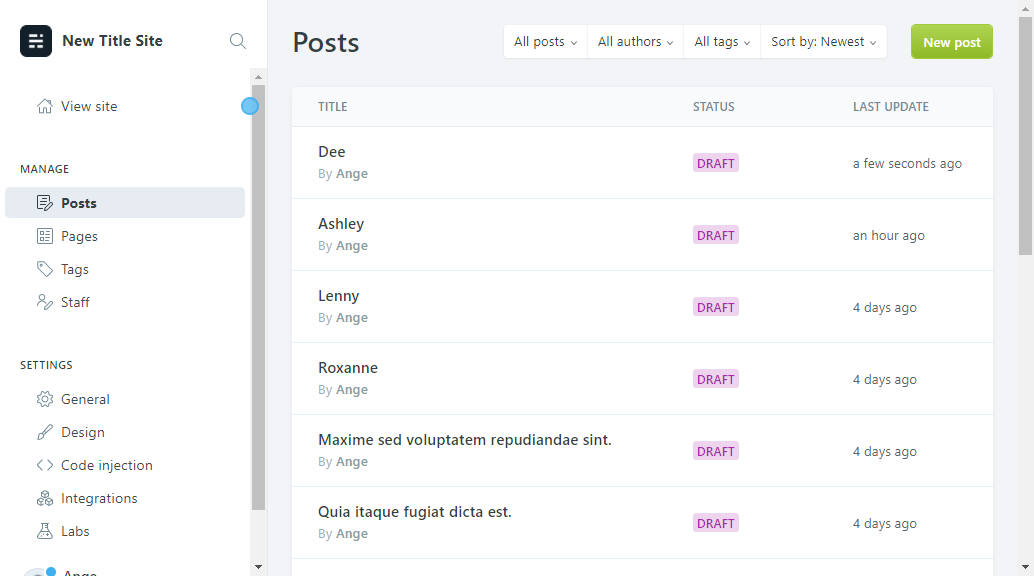 New Title Site
View site
MANAGE
Posts
Pages
Tags
Staff
SETTINGS
General
Design
Code injection
Integrations
Labs
Ange
Posts
All posts
All authors
All tags
Sort by: Newest
New post
TITLE STATUS LAST UPDATE
Dee
By Ange
DRAFT
a few seconds ago
Ashley
By Ange
DRAFT
an hour ago
Lenny
By Ange
DRAFT
4 days ago
Roxanne
By Ange
DRAFT
4 days ago
Maxime sed voluptatem repudiandae sint.
By Ange
DRAFT
4 days ago
Quia itaque fugiat dicta est.
By Ange
DRAFT
4 days ago